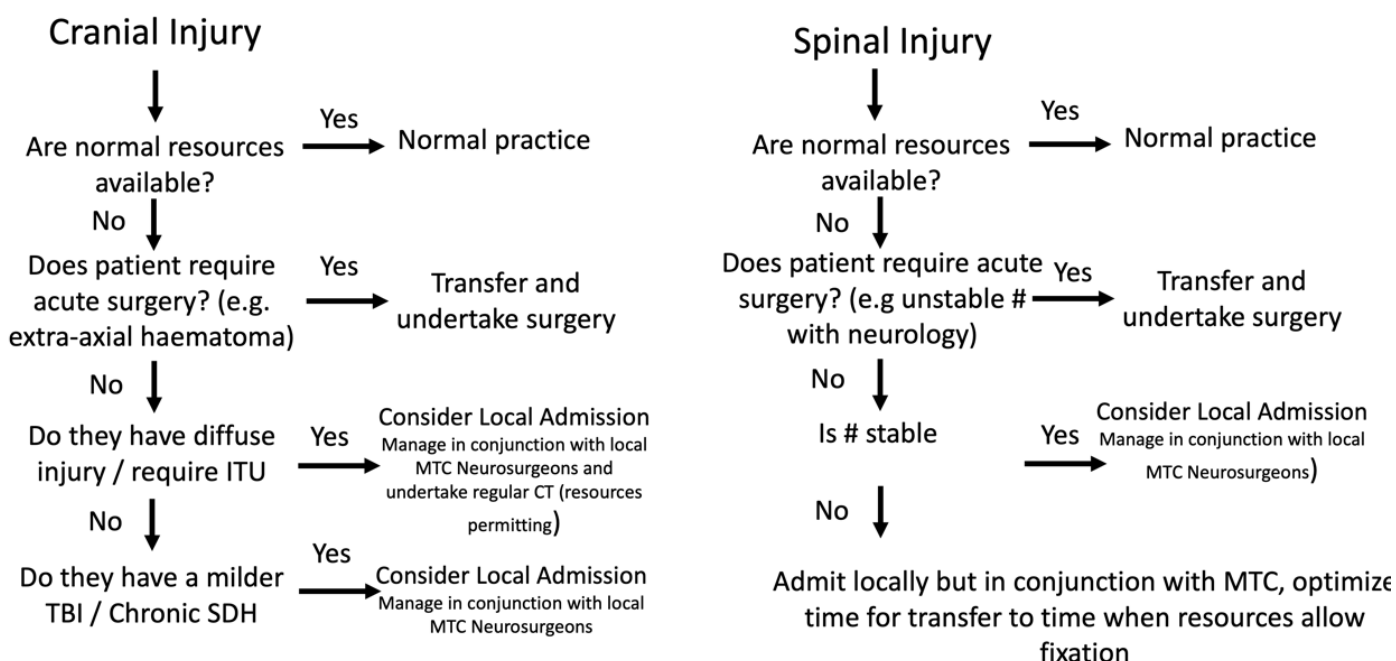 Cranial Injury
Are normal resources
available?
Yes
Normal practice
No
Does patient require
acute surgery? (e.g.
extra-axial haematoma)
Yes
Transfer and
undertake surgery
No
Do they have diffuse
injury / require ITU
Yes
Consider Local Admission
Manage in conjunction with local
MTC Neurosurgeons and
undertake regular CT (resources
permitting)
No
Do they have a milder
TBI / Chronic SDH
Yes
Consider Local Admission
Manage in conjunction with local
MTC Neurosurgeons
Spinal Injury
Are normal resources
available?
Yes
Normal practice
No
Does patient require acute
surgery? (e.g unstable #
with neurology)
Yes
Transfer and
undertake surgery
No
Is # stable
Yes
Consider Local Admission
Manage in conjunction with local
MTC Neurosurgeons)
No
Admit locally but in conjunction with MTC, optimize
time for transfer to time when resources allow
fixation